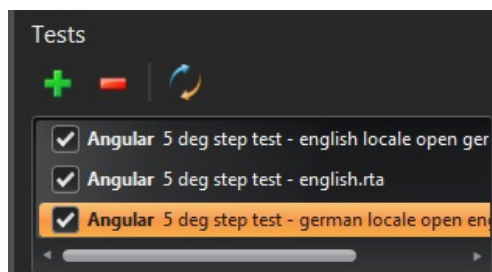 Tests
Angular 5 deg step test - english locale open ger
Angular 5 deg step test - english.rta
Angular 5 deg step test - german locale open en